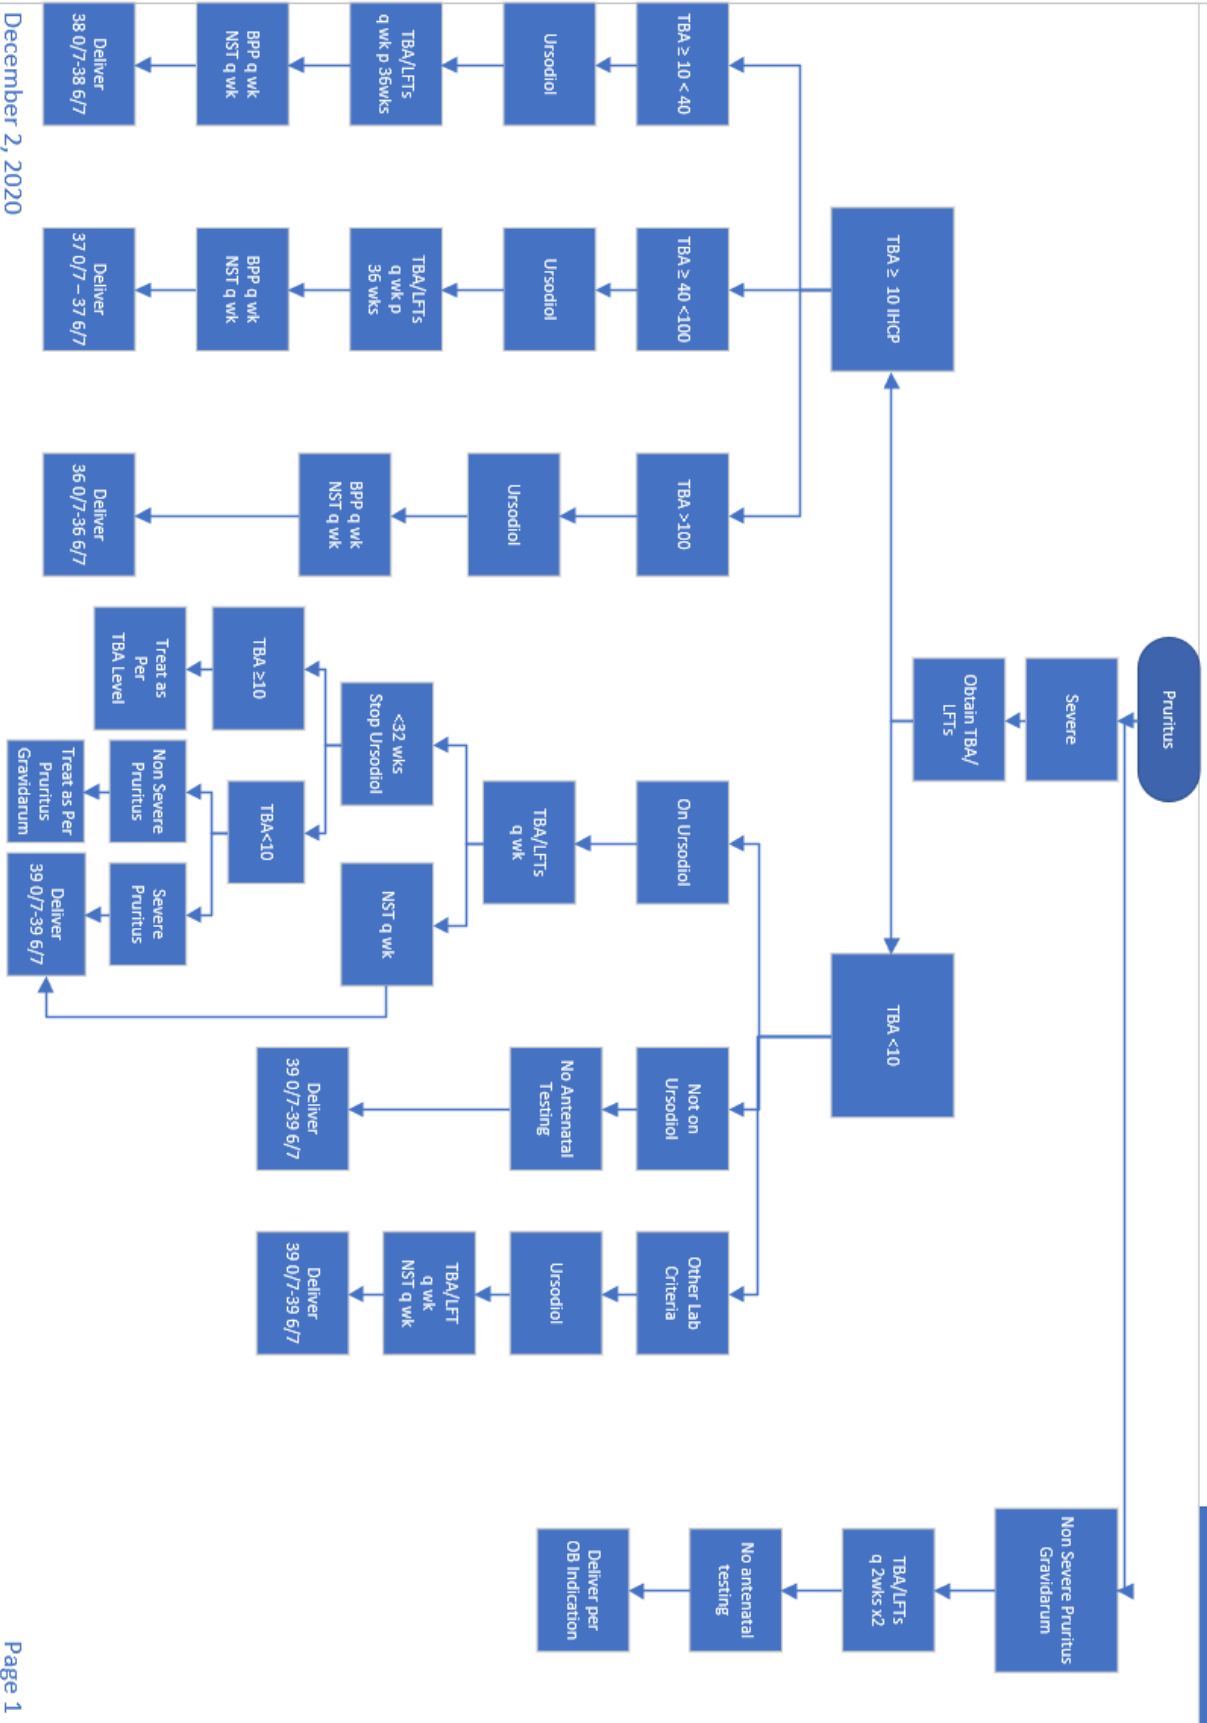 Pruritus
Severe
Obtain TBA/
LFTs
TBA ≥ 10 IHCP
TBA ≥ 10 < 40
Ursodiol
TBA/LFTs
q wk p 36wks
BPP q wk
NST q wk
Deliver
38 0/7-38 6/7
TBA ≥ 40 <100
Ursodiol
TBA/LFTs
q wk p
36 wks
BPP q wk
NST q wk
Deliver
37 0/7 – 37 6/7
TBA >100
Ursodiol
BPP q wk
NST q wk
Deliver
36 0/7-36 6/7
TBA <10
On Ursodiol
TBA/LFTs
q wk
<32 wks
Stop Ursodiol
TBA ≥10
Treat as
Per
TBA Level
TBA<10
Non Severe
Pruritus
Treat as Per
Pruritus
Gravidarum
Severe
Pruritus
Deliver
39 0/7-39 6/7
NST q wk
Not on
Ursodiol
No Antenatal
Testing
Deliver
39 0/7-39 6/7
Other Lab
Criteria
Ursodiol
TBA/LFT
q wk
NST q wk
Deliver
39 0/7-39 6/7
Non Severe Pruritus
Gravidarum
TBA/LFTs
q 2wks x2
No antenatal
testing
Deliver per
OB Indication
December 2, 2020
Page 1